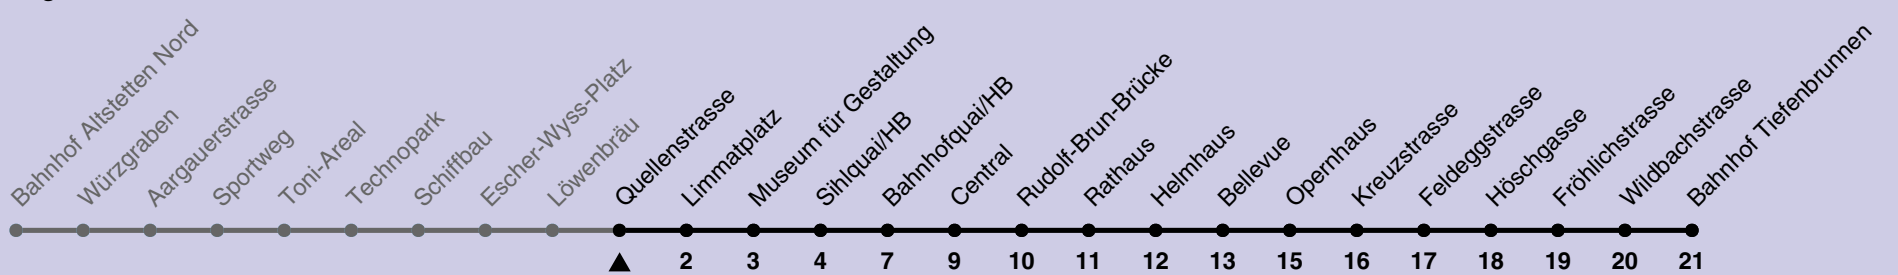 Bahnhof Altstetten Nord
Würzgraben
Aargauerstrasse
Sportweg
Toni-Areal
Technopark
Schiffbau
Escher-Wyss-Platz
Löwenbräu
Quellenstrasse
Limmatplatz
Museum für Gestaltung
Sihlquai/HB
Bahnhofquai/HB
Central
Rudolf-Brun-Brücke
Rathaus
Helmhaus
Bellevue
Opernhaus
Kreuzstrasse
Feldeggstrasse
Höschgasse
Fröhlichstrasse
Wildbachstrasse
Bahnhof Tiefenbrunnen
2 3 4 7 9 10 11 12 13 15 16 17 18 19 20 21